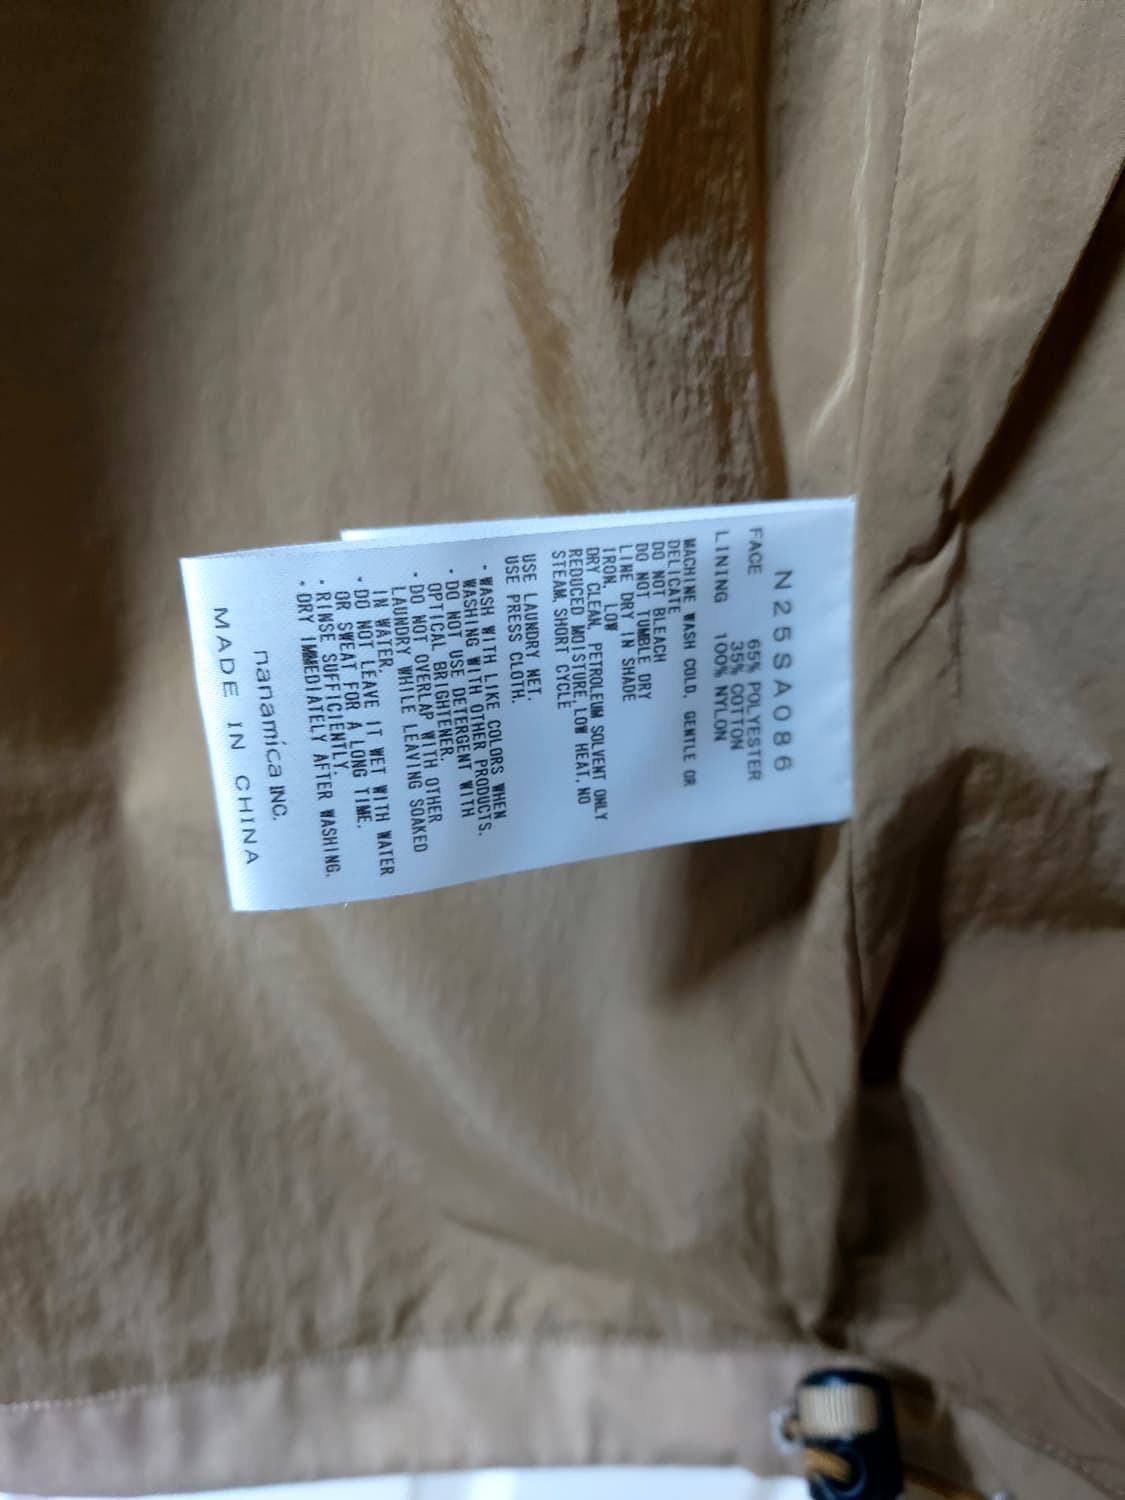 N25SA086
FACE 65% POLYESTER
35% COTTON
LINING 100% NYLON
MACHINE WASH COLD, GENTLE OR
DELICATE
DO NOT BLEACH
DO NOT TUMBLE DRY
LINE DRY IN SHADE
IRON, LOW
DRY CLEAN, PETROLEUM SOLVENT ONLY
REDUCED MOISTURE, LOW HEAT, NO
STEAM, SHORT CYCLE
USE LAUNDRY NET.
USE PRESS CLOTH.
・WASH WITH LIKE COLORS WHEN
WASHING WITH OTHER PRODUCTS.
・DO NOT USE DETERGENT WITH
OPTICAL BRIGHTENER.
・DO NOT OVERLAP WITH OTHER
LAUNDRY WHILE LEAVING SOAKED
IN WATER.
・DO NOT LEAVE IT WET WITH WATER
OR SWEAT FOR A LONG TIME.
・RINSE SUFFICIENTLY.
・DRY IMMEDIATELY AFTER WASHING.
nanamica INC.
MADE IN CHINA